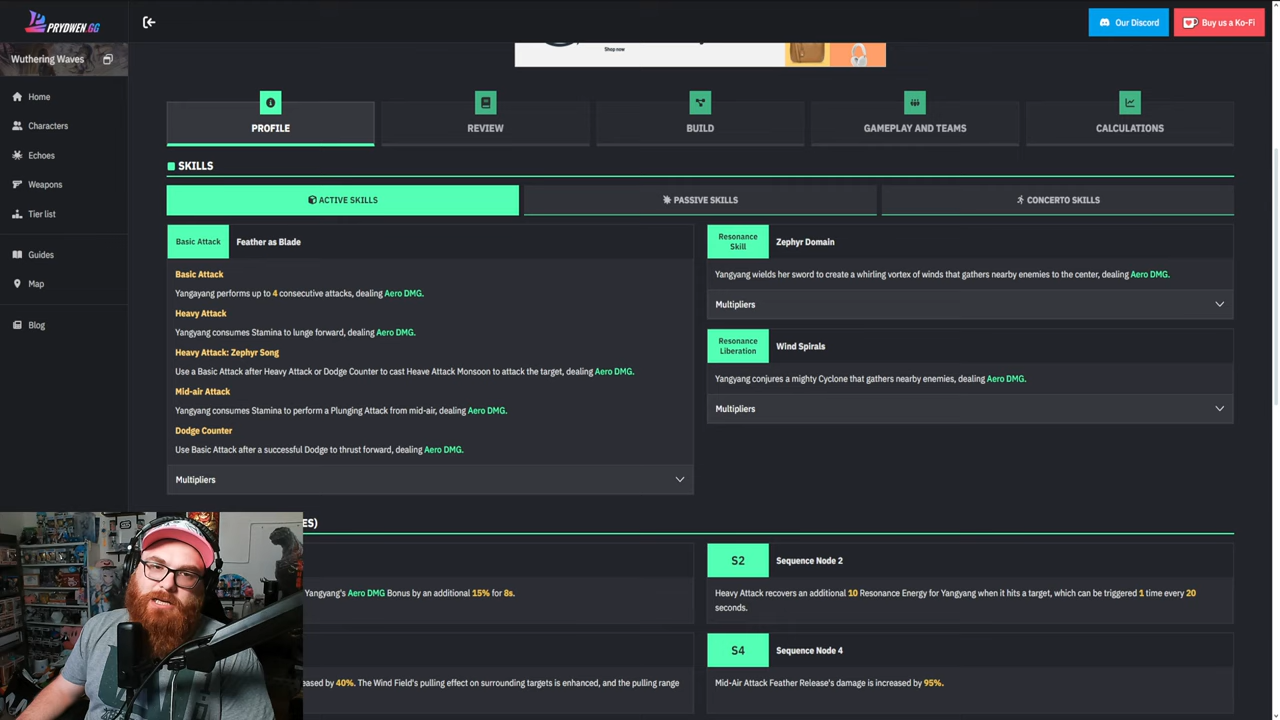 PRYDWEN.GG
Our Discord
Buy us a Ko-Fi
Wuthering Waves
Shop now
Home
Characters
Echoes
Weapons
Tier list
Guides
Map
Blog
PROFILE
REVIEW
BUILD
GAMEPLAY AND TEAMS
CALCULATIONS
SKILLS
ACTIVE SKILLS
PASSIVE SKILLS
CONCERTO SKILLS
Basic Attack
Feather as Blade
Basic Attack
Yangayang performs up to 4 consecutive attacks, dealing Aero DMG.
Heavy Attack
Yangyang consumes Stamina to lunge forward, dealing Aero DMG.
Heavy Attack: Zephyr Song
Use a Basic Attack after Heavy Attack or Dodge Counter to cast Heave Attack Monsoon to attack the target, dealing Aero DMG.
Mid-air Attack
Yangyang consumes Stamina to perform a Plunging Attack from mid-air, dealing Aero DMG.
Dodge Counter
Use Basic Attack after a successful Dodge to thrust forward, dealing Aero DMG.
Multipliers
Resonance
Skill
Zephyr Domain
Yangyang wields her sword to create a whirling vortex of winds that gathers nearby enemies to the center, dealing Aero DMG.
Multipliers
Resonance
Liberation
Wind Spirals
Yangyang conjures a mighty Cyclone that gathers nearby enemies, dealing Aero DMG.
Multipliers
S)
Yangyang's Aero DMG Bonus by an additional 15% for 8s.
S2
Sequence Node 2
Heavy Attack recovers an additional 10 Resonance Energy for Yangyang when it hits a target, which can be triggered 1 time every 20
seconds.
ased by 40%. The Wind Field's pulling effect on surrounding targets is enhanced, and the pulling range
S4
Sequence Node 4
Mid-Air Attack Feather Release's damage is increased by 95%.